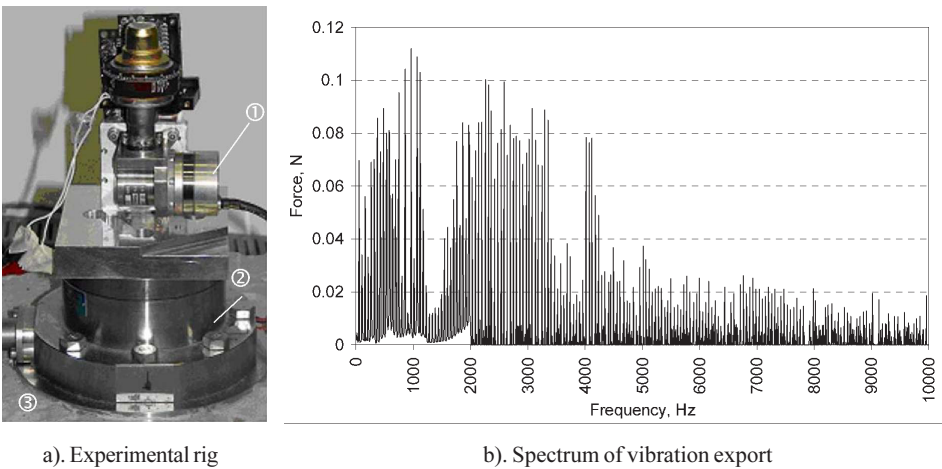 ①
②
③
0.12
0.1
0.08
0.06
0.04
0.02
0
Force, N
0 1000 2000 3000 4000 5000 6000 7000 8000 9000 10000
Frequency, Hz
a). Experimental rig
b). Spectrum of vibration export